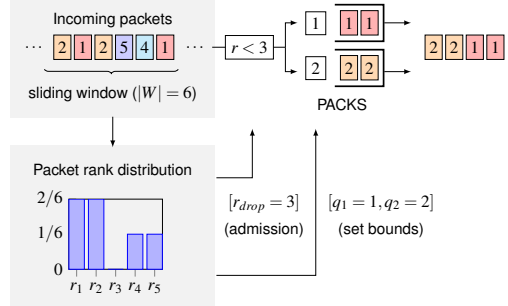 Incoming packets
··· 2 1 2 5 4 1 ···
sliding window (|W| = 6)
r < 3
1 1 1
2 2 2
PACKS
2 2 1 1
Packet rank distribution
2/6
1/6
0
r1 r2 r3 r4 r5
[r_drop = 3]
(admission)
[q1 = 1, q2 = 2]
(set bounds)